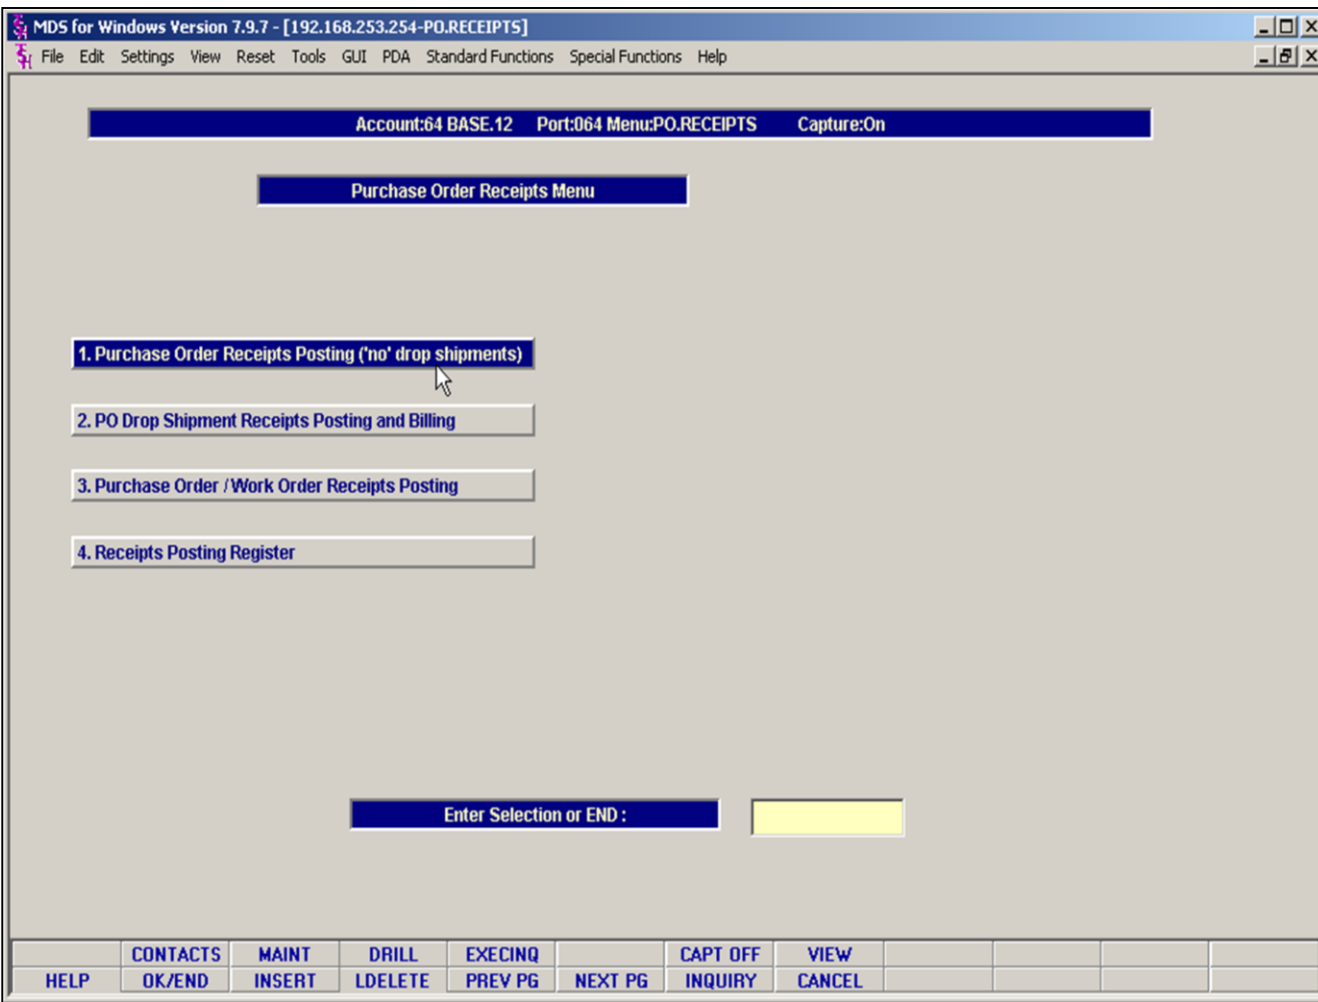 MDS for Windows Version 7.9.7 - [192.168.253.254-PO.RECEIPTS]
File Edit Settings View Reset Tools GUI PDA Standard Functions Special Functions Help
Account:64 BASE.12 Port:064 Menu:PO.RECEIPTS Capture:On
Purchase Order Receipts Menu
1. Purchase Order Receipts Posting ('no' drop shipments)
2. PO Drop Shipment Receipts Posting and Billing
3. Purchase Order / Work Order Receipts Posting
4. Receipts Posting Register
Enter Selection or END :
CONTACTS MAINT DRILL EXECINQ CAPT OFF VIEW
HELP OK/END INSERT LDELETE PREV PG NEXT PG INQUIRY CANCEL